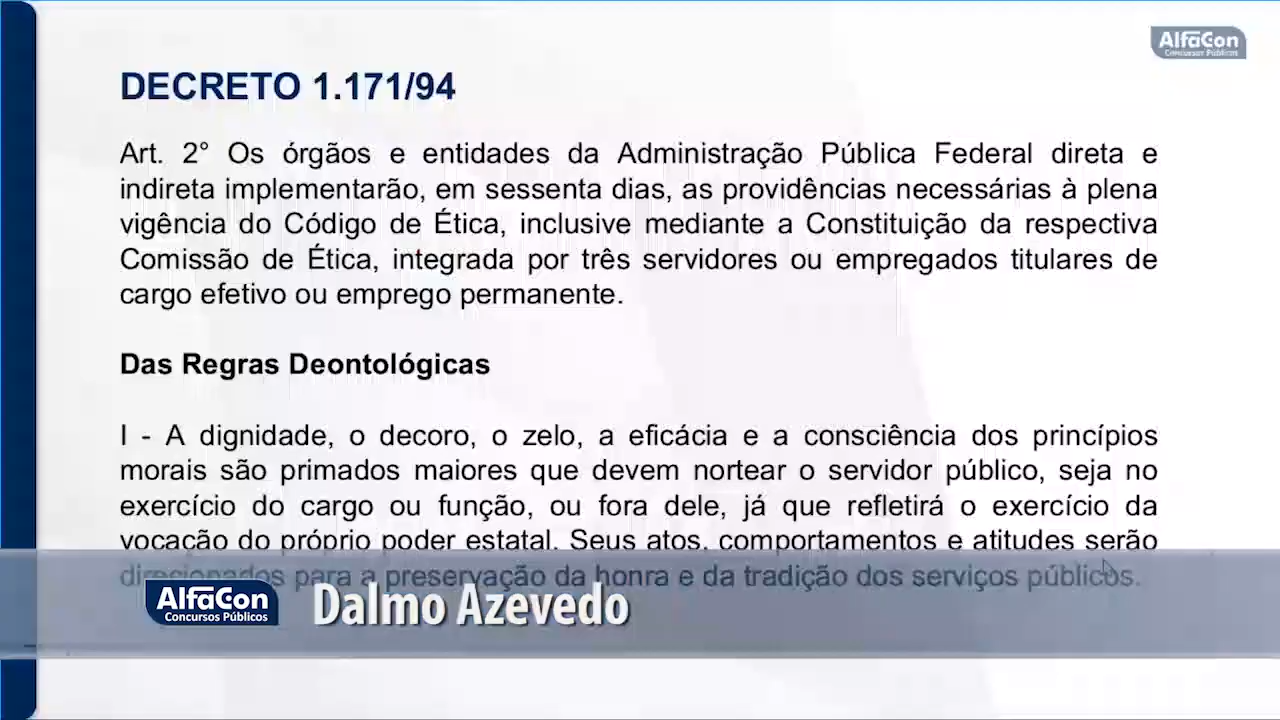 AlfaCon
Concursos Públicos
DECRETO 1.171/94
Art. 2° Os órgãos e entidades da Administração Pública Federal direta e
indireta implementarão, em sessenta dias, as providências necessárias à plena
vigência do Código de Ética, inclusive mediante a Constituição da respectiva
Comissão de Ética, integrada por três servidores ou empregados titulares de
cargo efetivo ou emprego permanente.
Das Regras Deontológicas
I - A dignidade, o decoro, o zelo, a eficácia e a consciência dos princípios
morais são primados maiores que devem nortear o servidor público, seja no
exercício do cargo ou função, ou fora dele, já que refletirá o exercício da
vocação do próprio poder estatal. Seus atos, comportamentos e atitudes serão
direcionados para a preservação da honra e da tradição dos serviços públicos.
AlfaCon
Concursos Públicos
Dalmo Azevedo